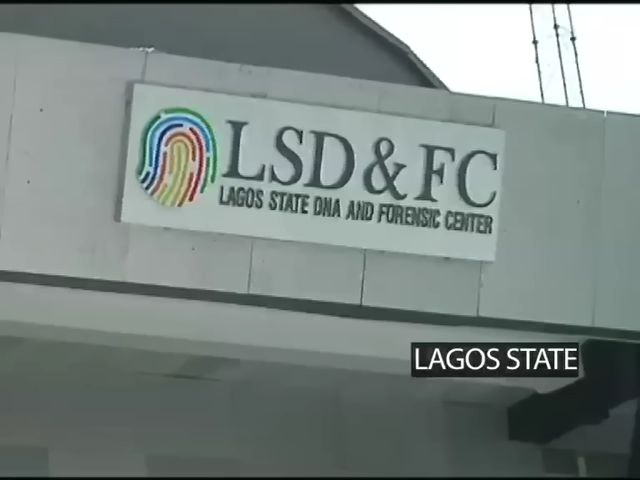 LSD & FC
LAGOS STATE DNA AND FORENSIC CENTER
LAGOS STATE